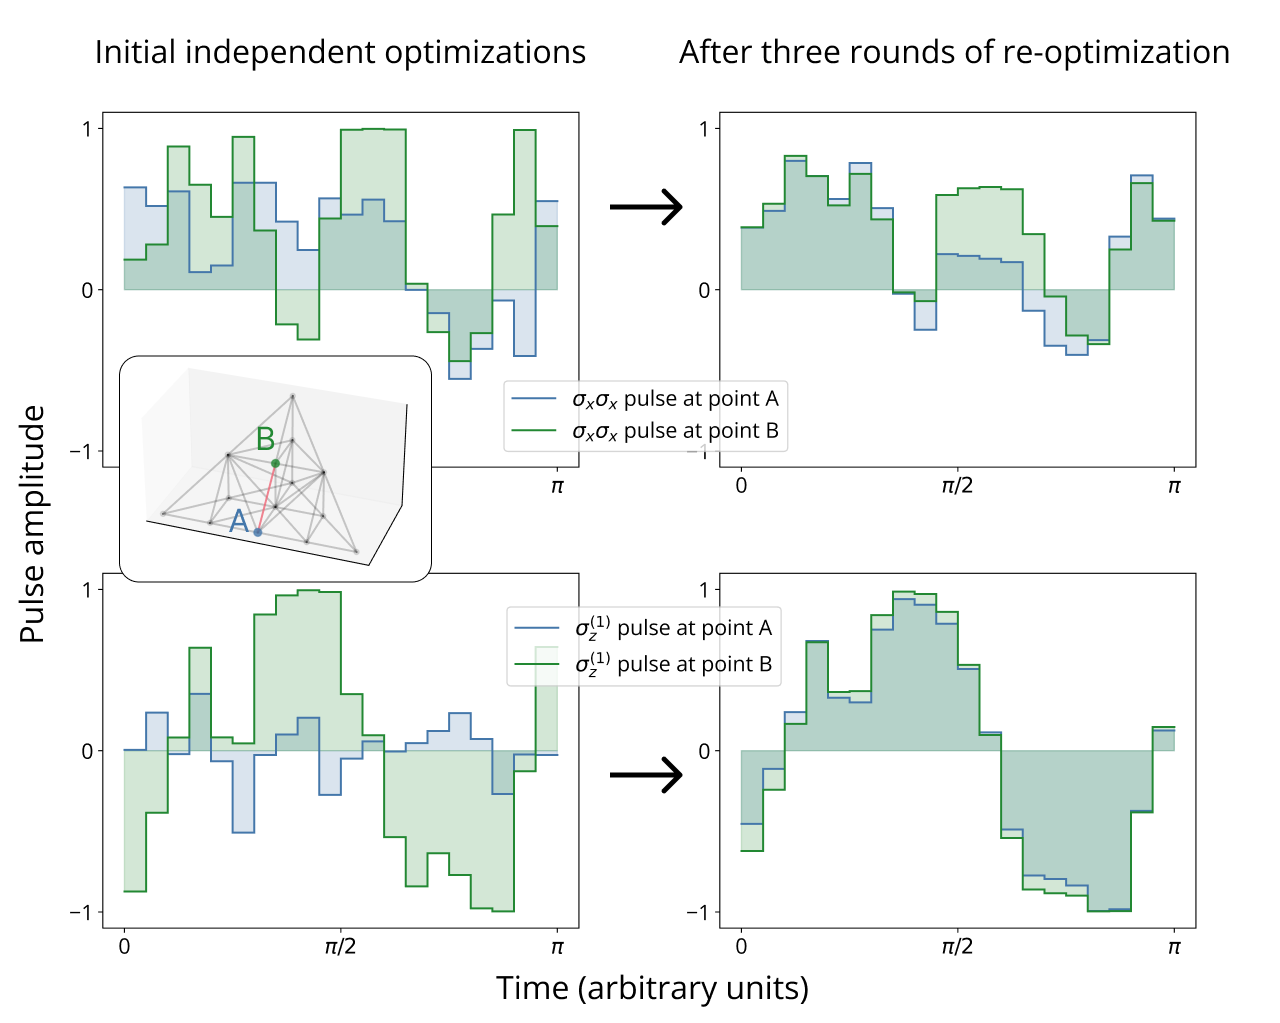 Initial independent optimizations
After three rounds of re-optimization
1
0
−1
π
1
0
−1
0
π/2
π
σxσx pulse at point A
σxσx pulse at point B
B
A
Pulse amplitude
1
0
−1
0
π/2
π
1
0
−1
0
π/2
π
σz(1) pulse at point A
σz(1) pulse at point B
Time (arbitrary units)